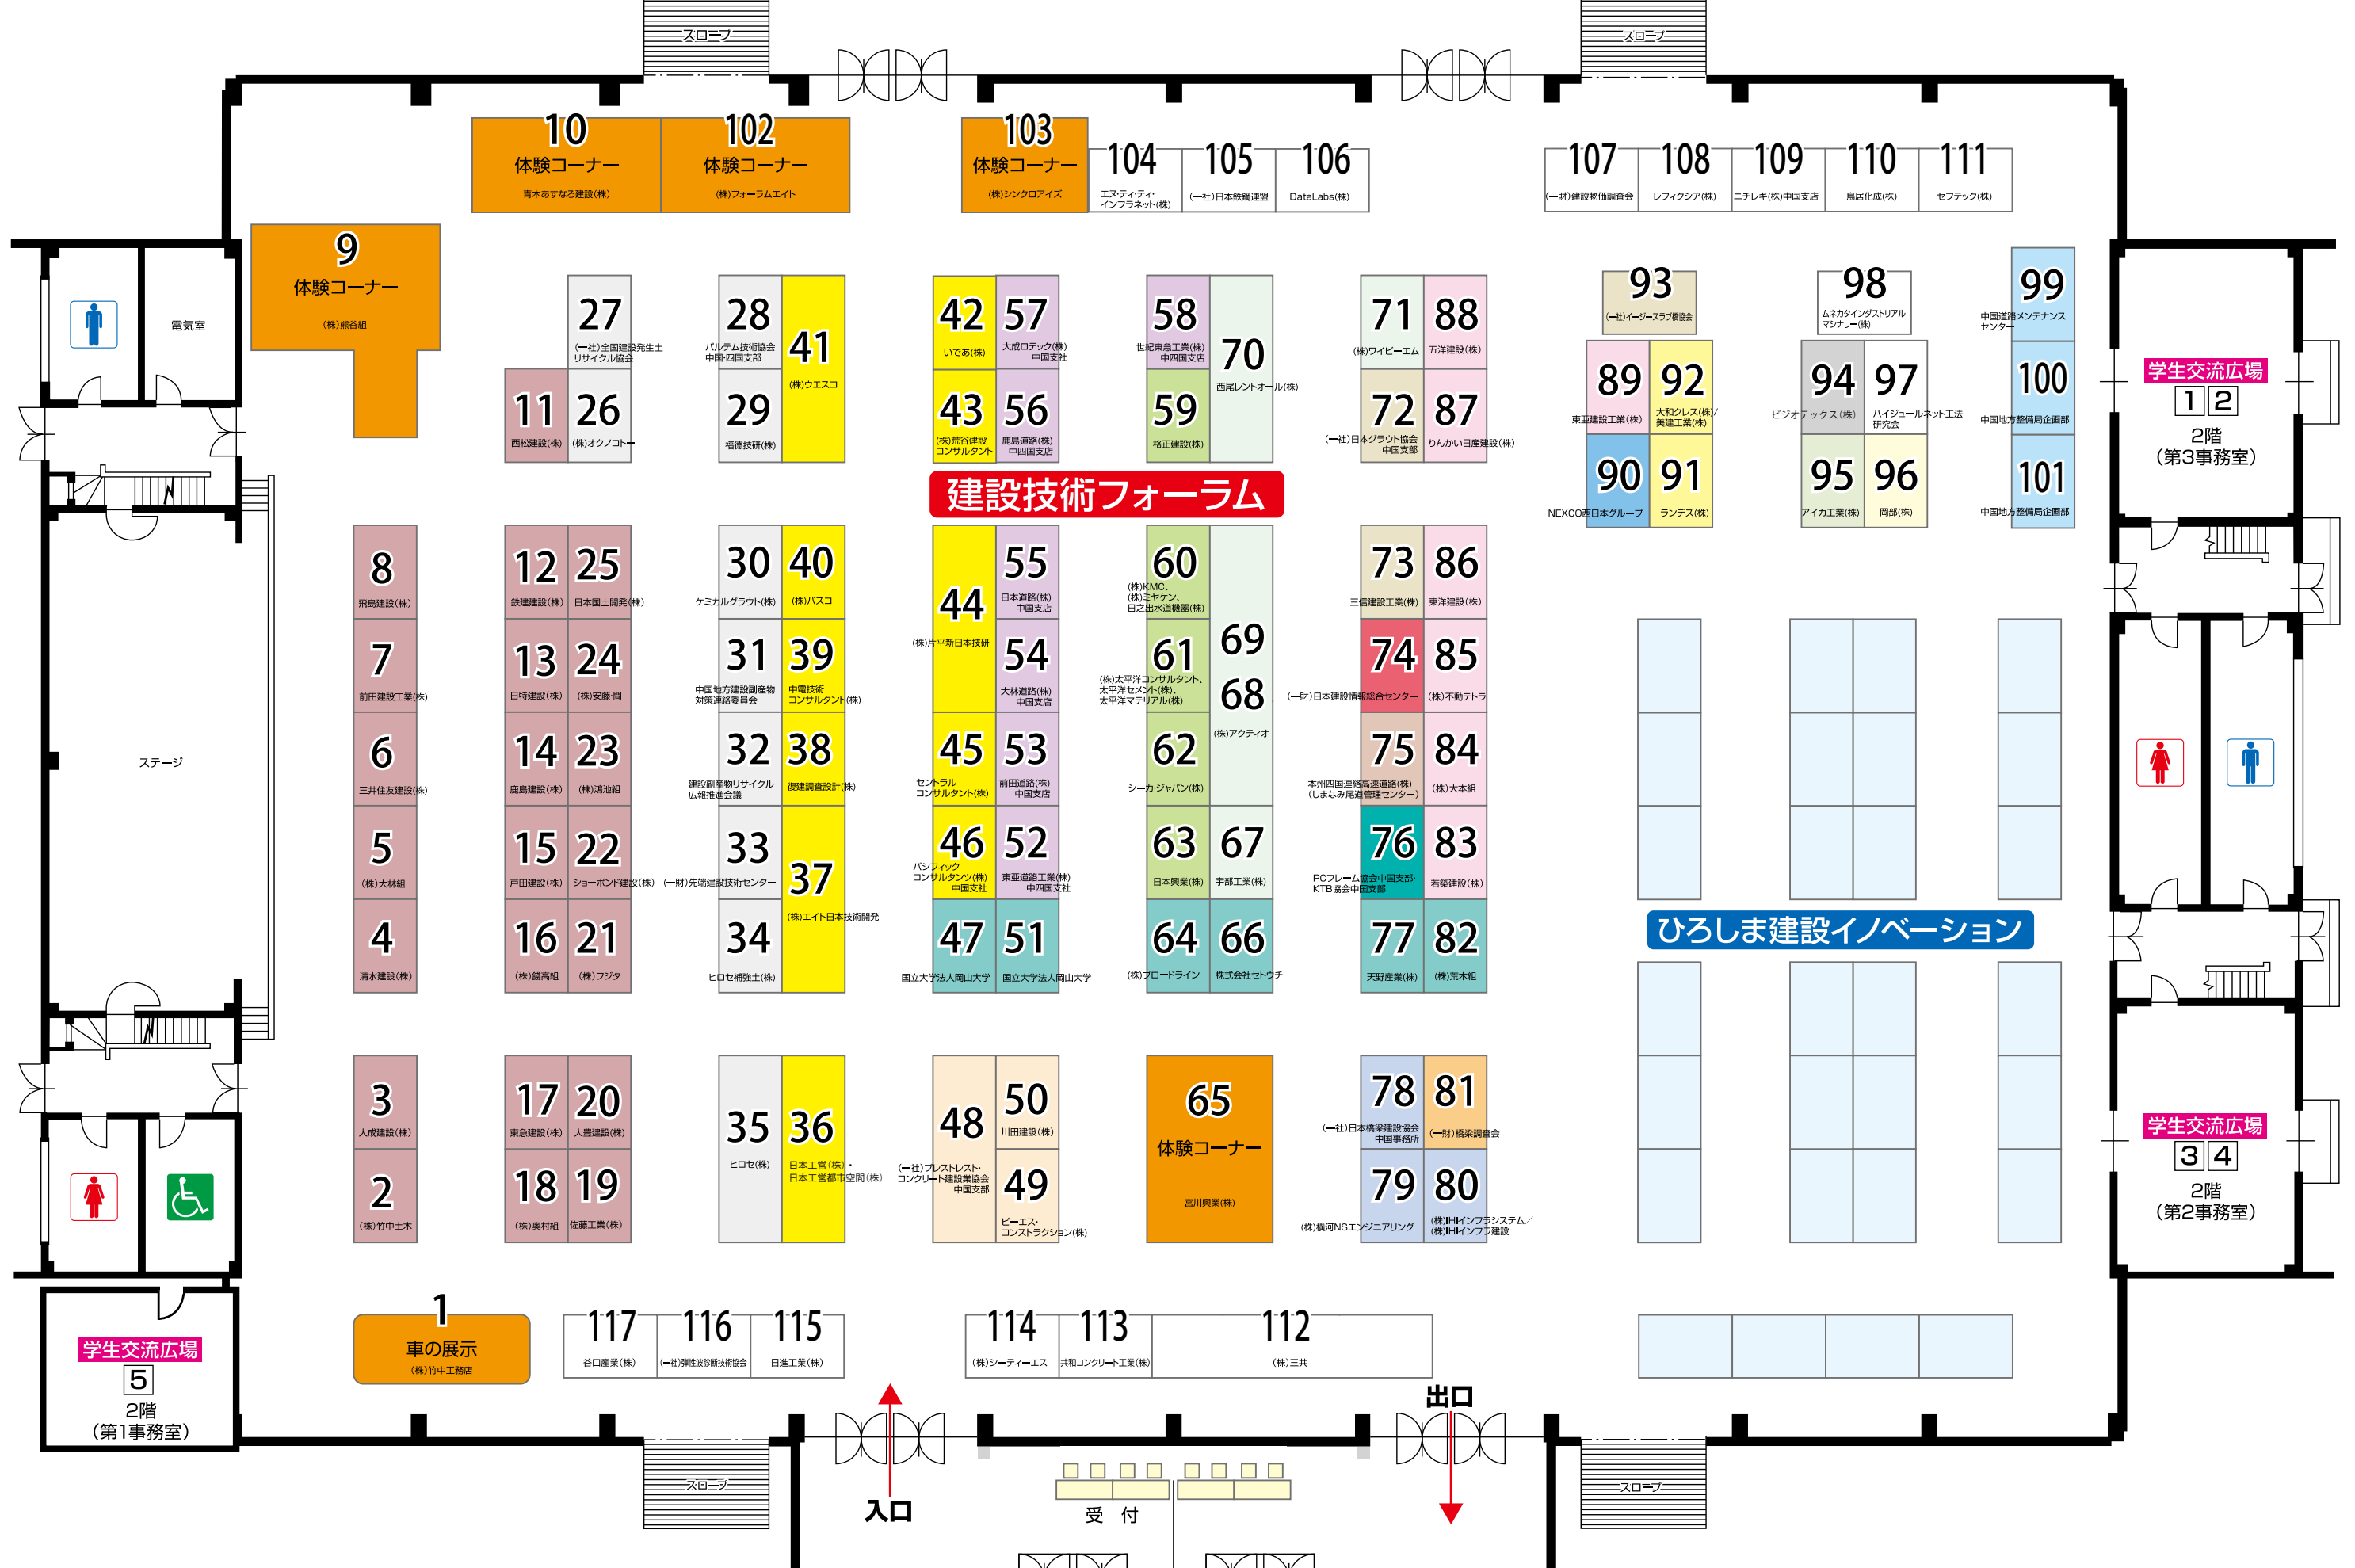 スロープ
スロープ
10
体験コーナー
青木あすなろ建設(株)
102
体験コーナー
(株)フォーラムエイト
103
体験コーナー
(株)シンクロアイズ
104
エヌ・ティ・ティ・
インフラネット(株)
105
(一社)日本鉄鋼連盟
106
DataLabs(株)
107
(一財)建設物価調査会
108
レフィクシア(株)
109
ニチレキ(株)中国支店
110
鳥居化成(株)
111
セフテック(株)
9
体験コーナー
(株)熊谷組
電気室
27
(一社)全国建設発生土
リサイクル協会
28
バルテム技術協会
中国・四国支部
41
(株)ウエスコ
42
いであ(株)
57
大成ロテック(株)
中国支社
58
世紀東急工業(株)
中四国支店
70
西尾レントオール(株)
71
(株)ワイビーエム
88
五洋建設(株)
93
(一社)イージースラブ橋協会
98
ムネカタインダストリアル
マシナリー(株)
99
中国道路メンテナンス
センター
11
西松建設(株)
26
(株)オクノコトー
29
福徳技研(株)
43
(株)荒谷建設
コンサルタント
56
鹿島道路(株)
中四国支店
59
格正建設(株)
72
(一社)日本グラウト協会
中国支部
87
りんかい日産建設(株)
89
東亜建設工業(株)
92
大和クレス(株)/
美建工業(株)
94
ビジオテックス(株)
97
ハイジュールネット工法
研究会
100
中国地方整備局企画部
90
NEXCO西日本グループ
91
ランデス(株)
95
アイカ工業(株)
96
岡部(株)
101
中国地方整備局企画部
学生交流広場
1 2
2階
(第3事務室)
建設技術フォーラム
ステージ
8
飛島建設(株)
12
鉄建建設(株)
25
日本国土開発(株)
30
ケミカルグラウト(株)
40
(株)パスコ
44
(株)片平新日本技研
55
日本道路(株)
中国支店
60
(株)KMC、
(株)ミヤケン、
日之出水道機器(株)
69
68
(株)アクティオ
73
三信建設工業(株)
86
東洋建設(株)
7
前田建設工業(株)
13
日特建設(株)
24
(株)安藤・間
31
中国地方建設副産物
対策連絡委員会
39
中電技術
コンサルタント(株)
54
大林道路(株)
中国支店
61
(株)太平洋コンサルタント、
太平洋セメント(株)、
太平洋マテリアル(株)
74
(一財)日本建設情報総合センター
85
(株)不動テトラ
6
三井住友建設(株)
14
鹿島建設(株)
23
(株)鴻池組
32
建設副産物リサイクル
広報推進会議
38
復建調査設計(株)
45
セントラル
コンサルタント(株)
53
前田道路(株)
中国支店
62
シーカ・ジャパン(株)
75
本州四国連絡高速道路(株)
(しまなみ尾道管理センター)
84
(株)大本組
5
(株)大林組
15
戸田建設(株)
22
ショーボンド建設(株)
33
(一財)先端建設技術センター
37
(株)エイト日本技術開発
46
パシフィック
コンサルタンツ(株)
中国支社
52
東亜道路工業(株)
中四国支社
63
日本興業(株)
67
宇部工業(株)
76
PCフレーム協会中国支部・
KTB協会中国支部
83
若築建設(株)
4
清水建設(株)
16
(株)錢高組
21
(株)フジタ
34
ヒロセ補強土(株)
47
国立大学法人岡山大学
51
国立大学法人岡山大学
64
(株)ブロードライン
66
株式会社セトウチ
77
天野産業(株)
82
(株)荒木組
ひろしま建設イノベーション
3
大成建設(株)
17
東急建設(株)
20
大豊建設(株)
35
ヒロセ(株)
36
日本工営(株)・
日本工営都市空間(株)
48
(一社)プレストレスト・
コンクリート建設業協会
中国支部
50
川田建設(株)
65
体験コーナー
宮川興業(株)
78
(一社)日本橋梁建設協会
中国事務所
81
(一財)橋梁調査会
2
(株)竹中土木
18
(株)奥村組
19
佐藤工業(株)
49
ピーエス・
コンストラクション(株)
79
(株)横河NSエンジニアリング
80
(株)IHIインフラシステム/
(株)IHIインフラ建設
学生交流広場
3 4
2階
(第2事務室)
学生交流広場
5
2階
(第1事務室)
1
車の展示
(株)竹中工務店
117
谷口産業(株)
116
(一社)弾性波診断技術協会
115
日進工業(株)
114
(株)シーティーエス
113
共和コンクリート工業(株)
112
(株)三共
出口
入口
スロープ
受 付
スロープ